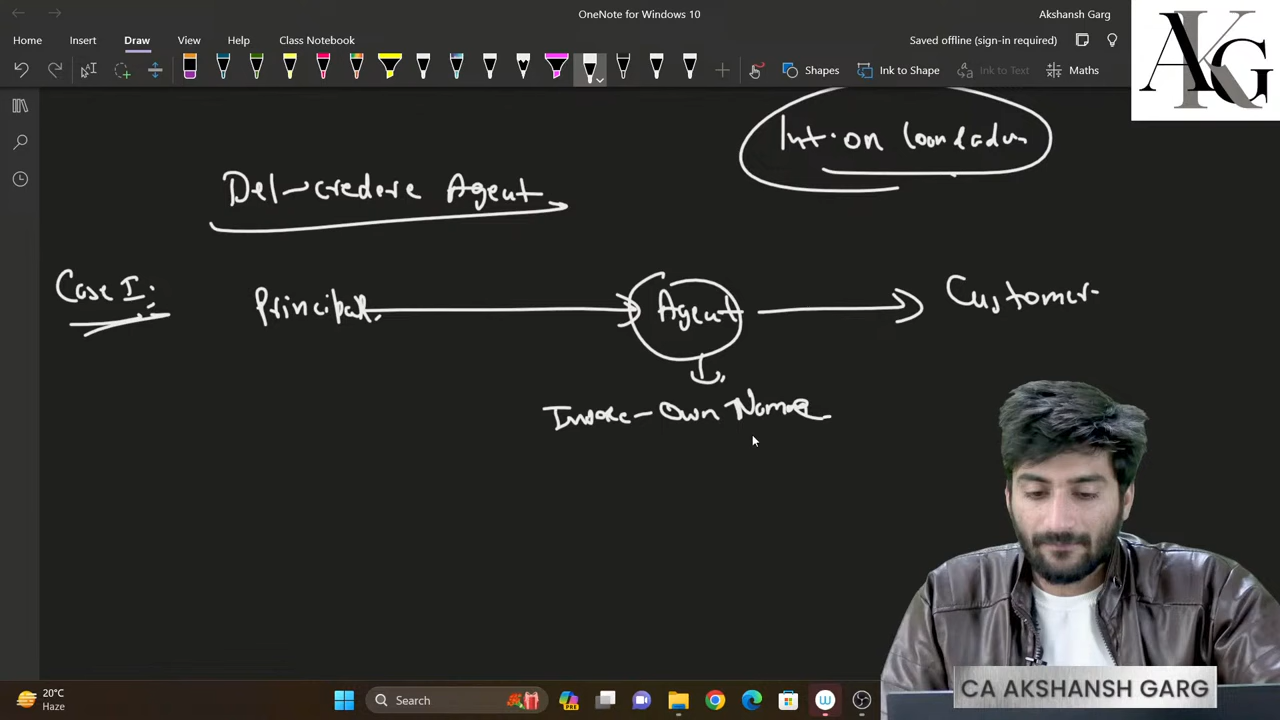 OneNote for Windows 10
Akshansh Garg
Home Insert Draw View Help Class Notebook
Saved offline (sign-in required)
Shapes Ink to Shape Ink to Text Maths
AKG
Int. on
Del-credere Agent
Case I:
Principal Agent Customer
Invoice - Own Name
CA AKSHANSH GARG
20°C
Haze
Search